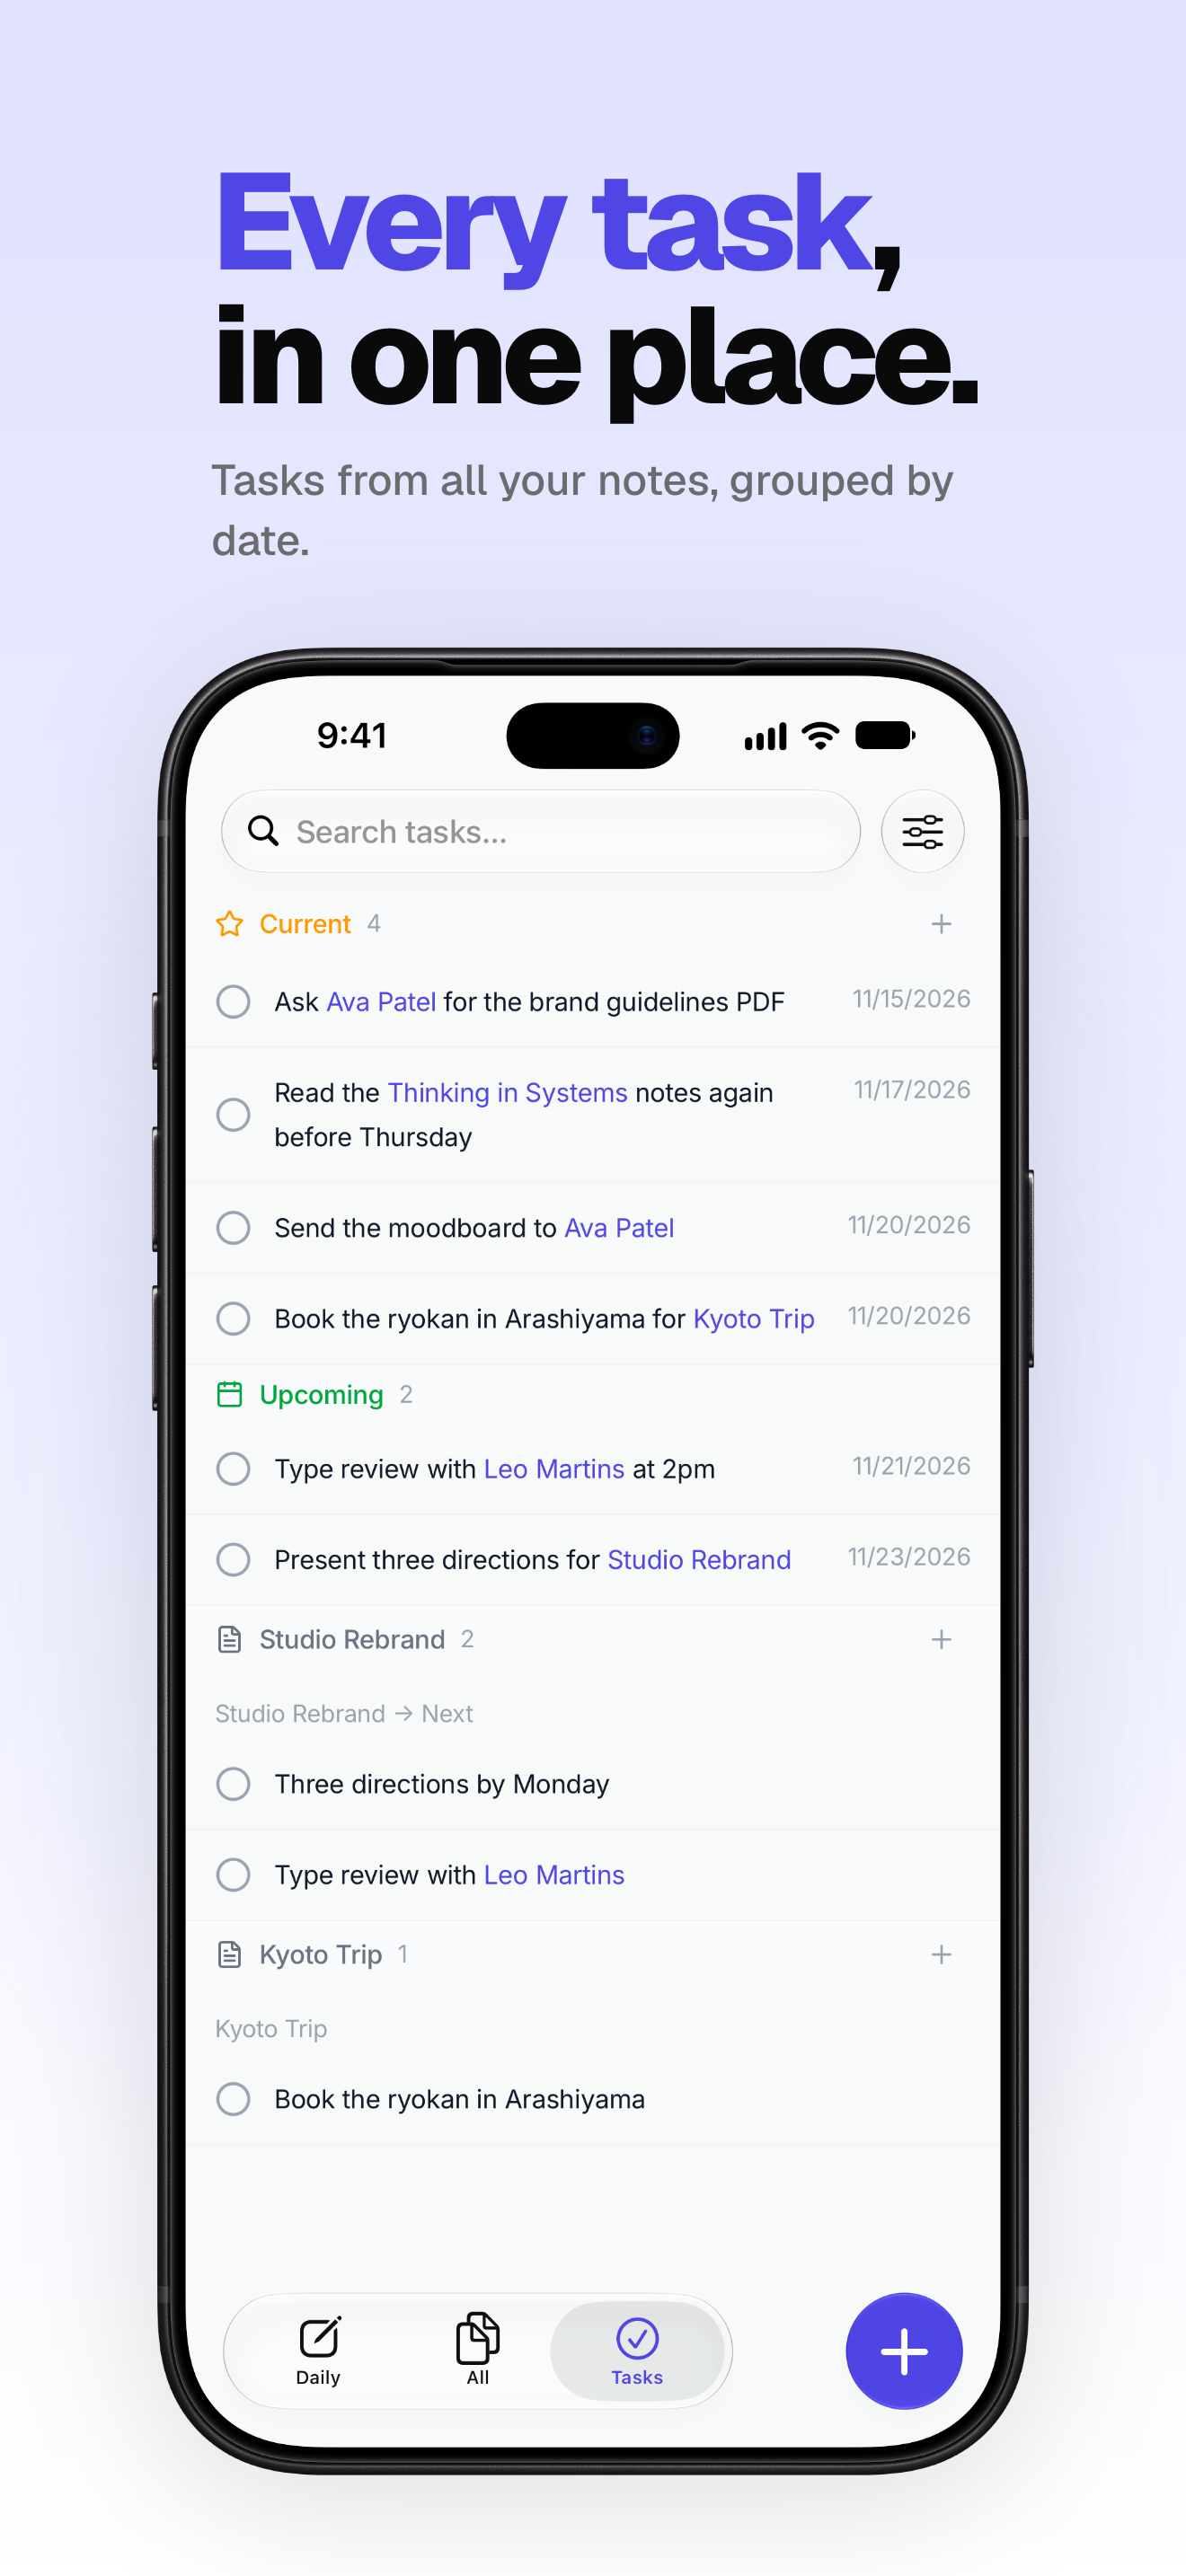 Every task,
in one place.
Tasks from all your notes, grouped by
date.
9:41
Search tasks...
Current 4
Ask Ava Patel for the brand guidelines PDF 11/15/2026
Read the Thinking in Systems notes again 11/17/2026
before Thursday
Send the moodboard to Ava Patel 11/20/2026
Book the ryokan in Arashiyama for Kyoto Trip 11/20/2026
Upcoming 2
Type review with Leo Martins at 2pm 11/21/2026
Present three directions for Studio Rebrand 11/23/2026
Studio Rebrand 2
Studio Rebrand → Next
Three directions by Monday
Type review with Leo Martins
Kyoto Trip 1
Kyoto Trip
Book the ryokan in Arashiyama
Daily All Tasks